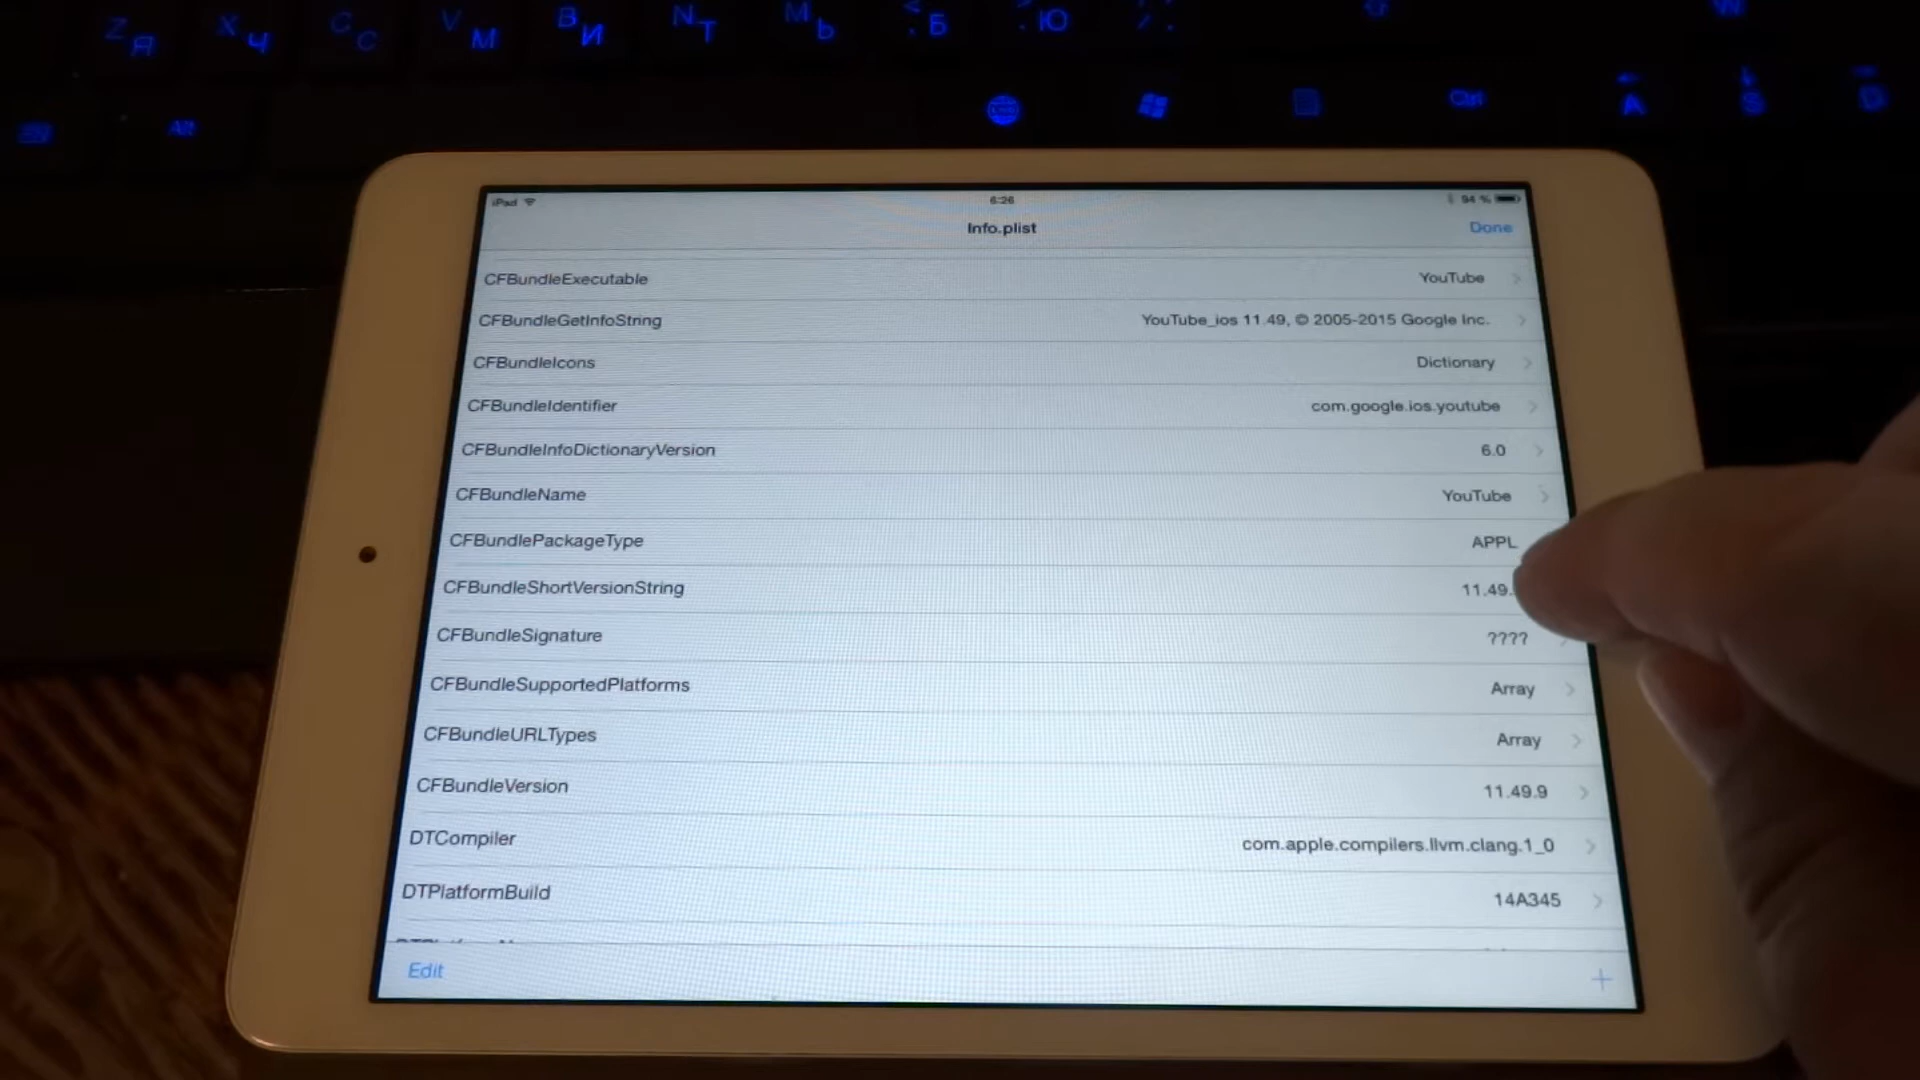 Z Я X Ч C С V М В И N Т М Ь < Б . Ю
Alt Ctrl A S D
iPad 6:26 94 %
Info.plist Done
CFBundleExecutable YouTube
CFBundleGetInfoString YouTube_ios 11.49, © 2005-2015 Google Inc.
CFBundleIcons Dictionary
CFBundleIdentifier com.google.ios.youtube
CFBundleInfoDictionaryVersion 6.0
CFBundleName YouTube
CFBundlePackageType APPL
CFBundleShortVersionString 11.49.
CFBundleSignature ????
CFBundleSupportedPlatforms Array
CFBundleURLTypes Array
CFBundleVersion 11.49.9
DTCompiler com.apple.compilers.llvm.clang.1_0
DTPlatformBuild 14A345
Edit +